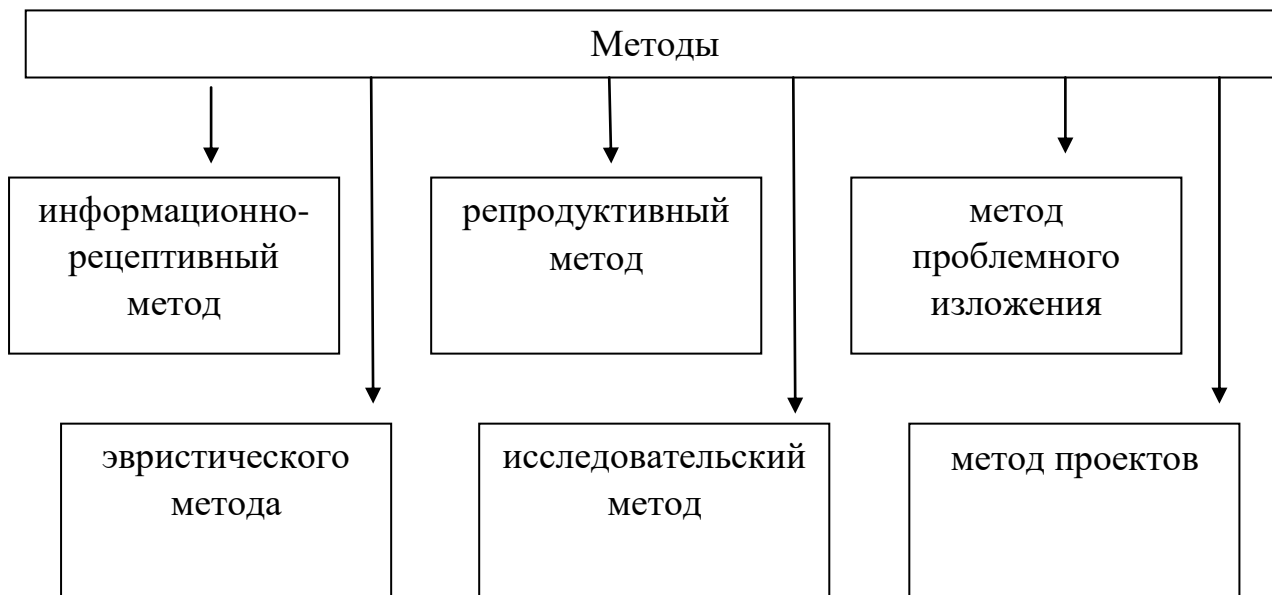 Методы
информационно-
рецептивный
метод
репродуктивный
метод
метод
проблемного
изложения
эвристического
метода
исследовательский
метод
метод проектов